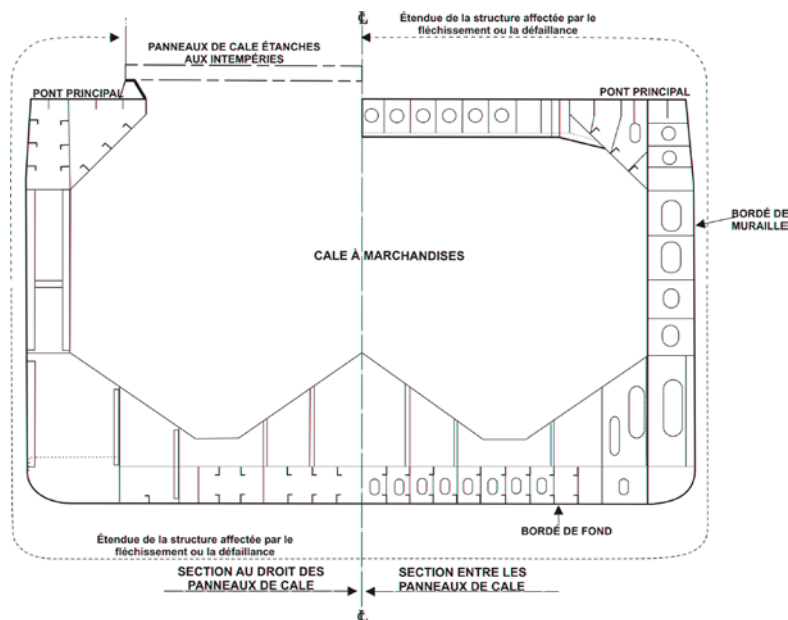 ℄
Étendue de la structure affectée par le
fléchissement ou la défaillance
PANNEAUX DE CALE ÉTANCHES
AUX INTEMPÉRIES
PONT PRINCIPAL
PONT PRINCIPAL
BORDÉ DE
MURAILLE
CALE À MARCHANDISES
BORDÉ DE FOND
Étendue de la structure affectée par le
fléchissement ou la défaillance
SECTION AU DROIT DES
PANNEAUX DE CALE
SECTION ENTRE LES
PANNEAUX DE CALE
℄